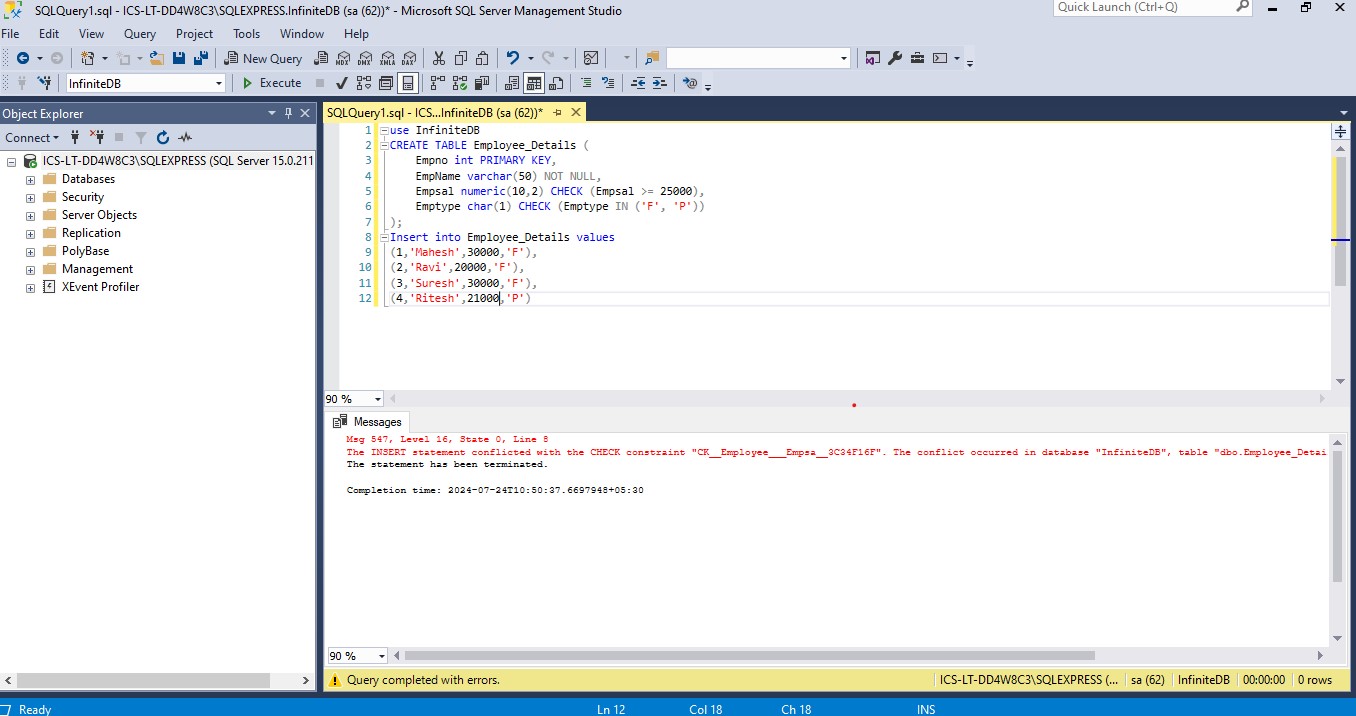 SQLQuery1.sql - ICS-LT-DD4W8C3\SQLEXPRESS.InfiniteDB (sa (62))* - Microsoft SQL Server Management Studio
Quick Launch (Ctrl+Q)
File Edit View Query Project Tools Window Help
New Query MDX DMX XMLA DAX
InfiniteDB Execute
Object Explorer
Connect
ICS-LT-DD4W8C3\SQLEXPRESS (SQL Server 15.0.211
Databases
Security
Server Objects
Replication
PolyBase
Management
XEvent Profiler
SQLQuery1.sql - ICS...InfiniteDB (sa (62))*
1 use InfiniteDB
2 CREATE TABLE Employee_Details (
3 Empno int PRIMARY KEY,
4 EmpName varchar(50) NOT NULL,
5 Empsal numeric(10,2) CHECK (Empsal >= 25000),
6 Emptype char(1) CHECK (Emptype IN ('F', 'P'))
7 );
8 Insert into Employee_Details values
9 (1,'Mahesh',30000,'F'),
10 (2,'Ravi',20000,'F'),
11 (3,'Suresh',30000,'F'),
12 (4,'Ritesh',21000,'P')
90 %
Messages
Msg 547, Level 16, State 0, Line 8
The INSERT statement conflicted with the CHECK constraint "CK__Employee___Empsa__3C34F16F". The conflict occurred in database "InfiniteDB", table "dbo.Employee_Detai
The statement has been terminated.
Completion time: 2024-07-24T10:50:37.6697948+05:30
90 %
Query completed with errors.
ICS-LT-DD4W8C3\SQLEXPRESS (... sa (62) InfiniteDB 00:00:00 0 rows
Ready Ln 12 Col 18 Ch 18 INS